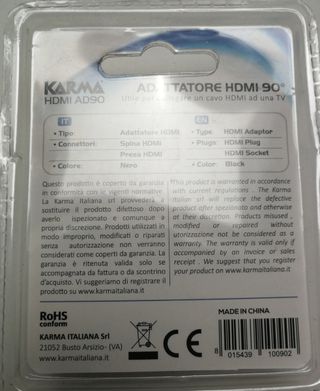 KARMA
HDMI AD90
ADATTATORE HDMI 90°
Utile per collegare un cavo HDMI ad una TV
IT
• Tipo Adattatore HDMI
• Connettori: Spina HDMI
Presa HDMI
• Colore: Nero
EN
• Type: HDMI Adaptor
• Plugs: HDMI Plug
HDMI Socket
• Color: Black
Questo prodotto è coperto da garanzia
in conformità con le normative vigenti.
La Karma Italiana srl provvederà a
sostituire il prodotto difettoso dopo
averlo ispezionato e comunque a
propria discrezione. Prodotti utilizzati in
modo improprio, modificati o riparati
senza autorizzazione non verranno
considerati come coperti da garanzia. La
garanzia è ritenuta valida solo se
accompagnata da fattura o da scontrino
d'acquisto. Vi suggeriamo di registrare il
prodotto su www.karmaitaliana.it
This product is warranted in accordance
with current regulations . The Karma
Italian srl will replace the defective
product after ispezionato and otherwise
at their discretion. Products misused ,
modified or repaired without
utorizzazione not be considered as
warranty. The warranty valid only if
accompanied by an invoice or sales
receipt . We suggest that you register
your product on www.karmaitaliana.it
RoHS
conform
KARMA ITALIANA Srl
21052 Busto Arsizio- (VA)
www.karmaitaliana.it
CE
MADE IN CHINA
8 015439 100902